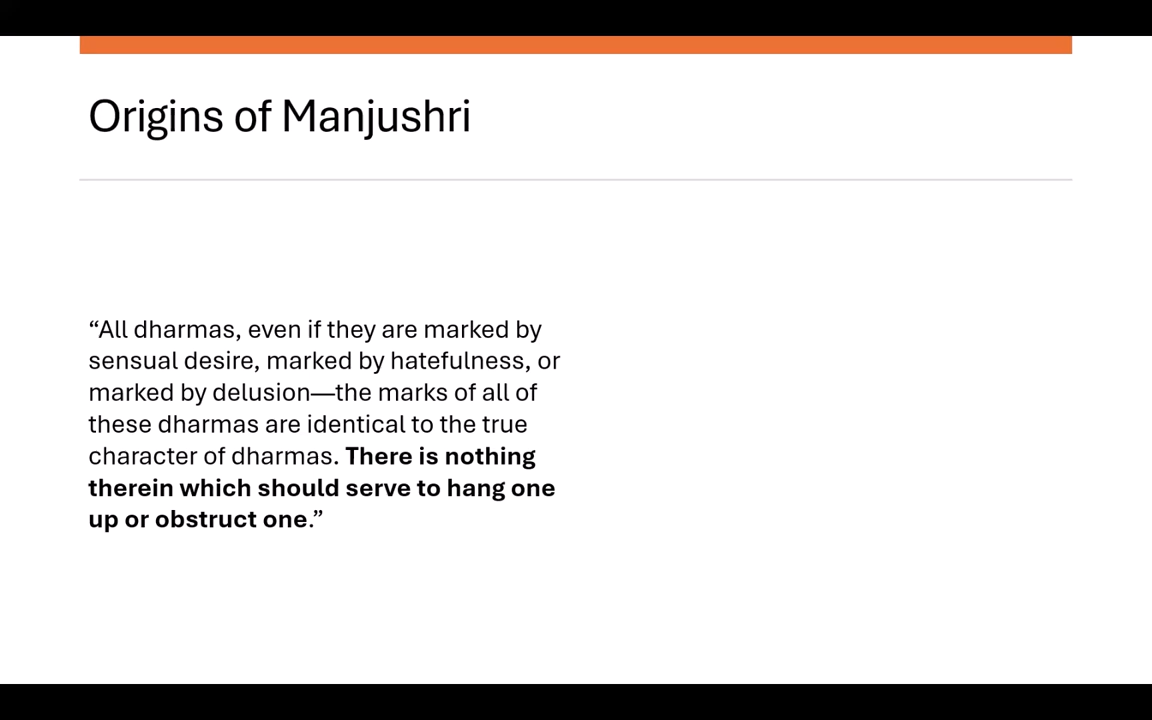 Origins of Manjushri
“All dharmas, even if they are marked by
sensual desire, marked by hatefulness, or
marked by delusion—the marks of all of
these dharmas are identical to the true
character of dharmas. There is nothing
therein which should serve to hang one
up or obstruct one.”